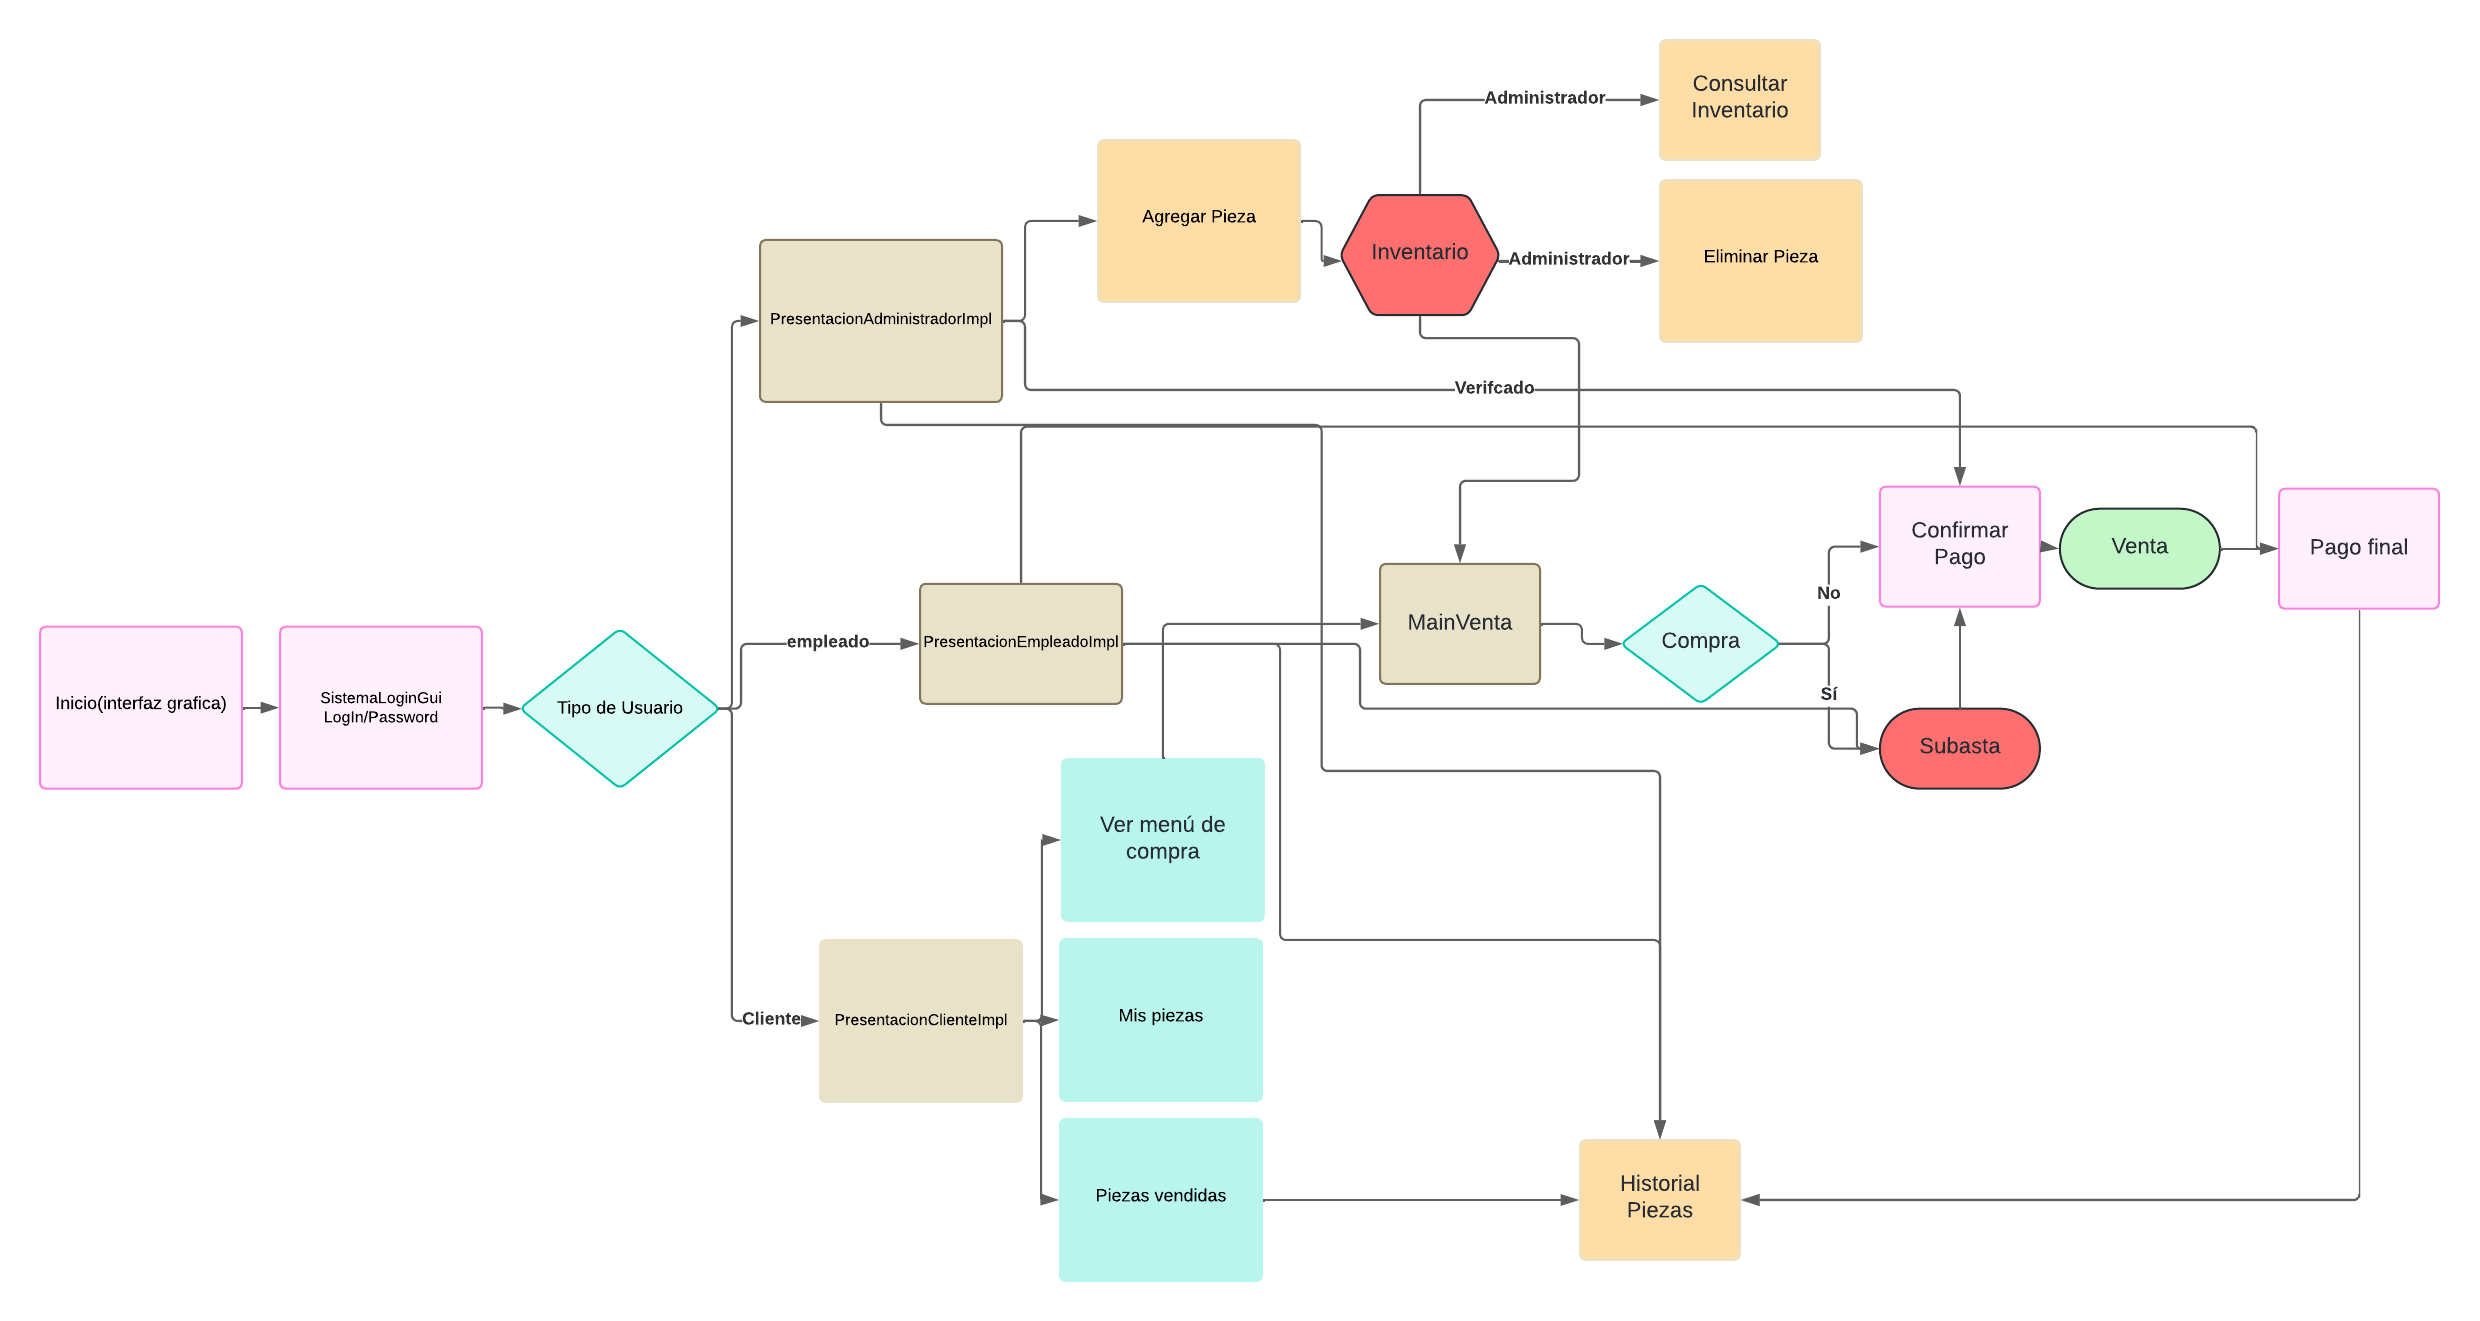 Administrador
Consultar
Inventario
Agregar Pieza
Inventario
Administrador
Eliminar Pieza
PresentacionAdministradorImpl
Verifcado
Confirmar
Pago
Venta
Pago final
No
MainVenta
Compra
empleado
PresentacionEmpleadoImpl
Sí
Subasta
Inicio(interfaz grafica)
SistemaLoginGui
LogIn/Password
Tipo de Usuario
Ver menú de
compra
Cliente
PresentacionClienteImpl
Mis piezas
Piezas vendidas
Historial
Piezas